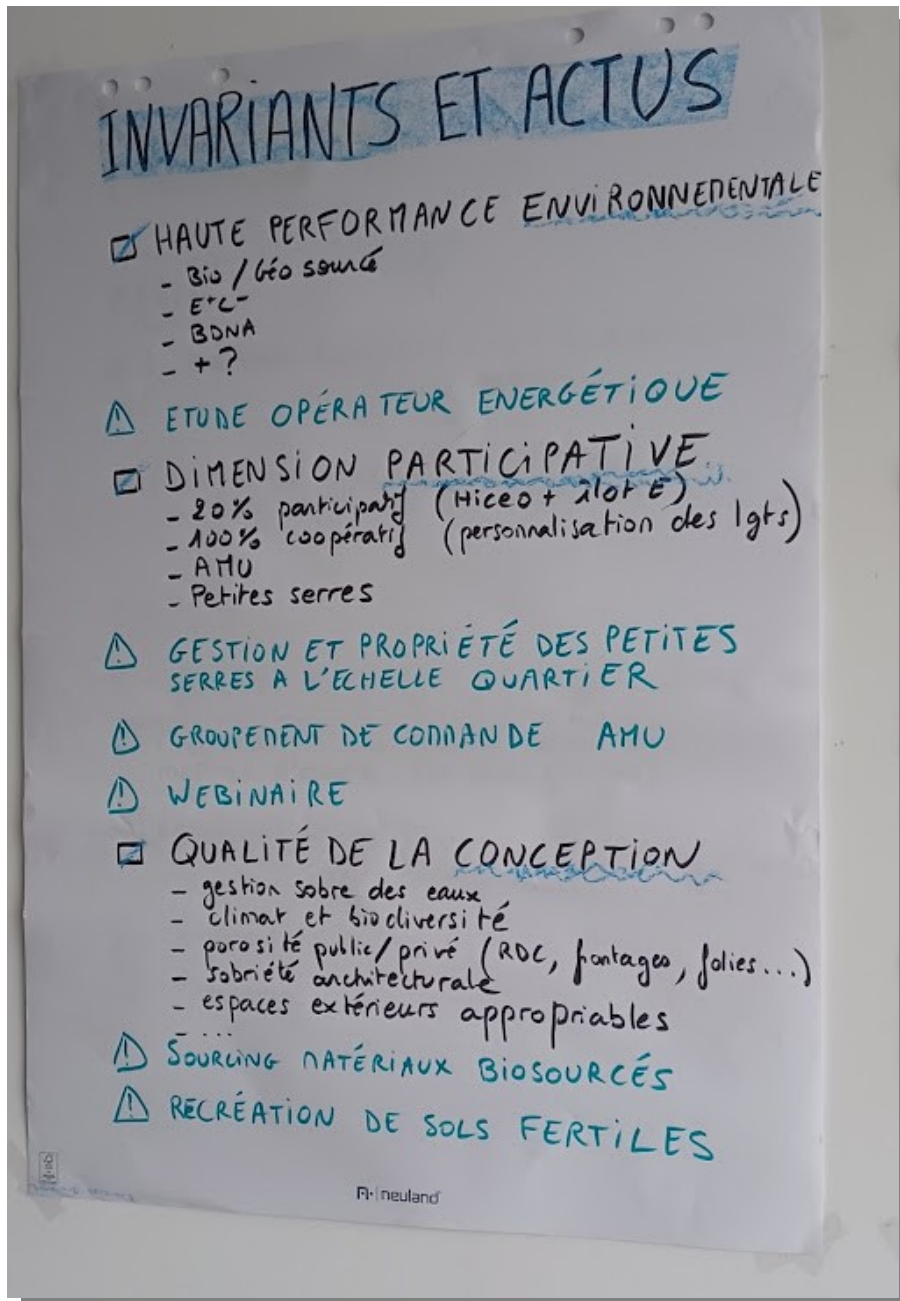 INVARIANTS ET ACTUS
HAUTE PERFORMANCE ENVIRONNEMENTALE
- Bio / Géo sourcé
- E+C-
- BDNA
- + ?
ETUDE OPÉRATEUR ENERGÉTIQUE
DIMENSION PARTICIPATIVE
- 20% participatif (Hiceo + îlot E)
- 100% coopératif (personnalisation des lgts)
- AMU
- Petites serres
GESTION ET PROPRIÉTÉ DES PETITES
SERRES A L'ECHELLE QUARTIER
GROUPEMENT DE COMMANDE AMU
WEBINAIRE
QUALITÉ DE LA CONCEPTION
- gestion sobre des eaux
- climat et biodiversité
- porosité public/privé (RDC, frontages, folies...)
- sobriété architecturale
- espaces extérieurs appropriables
- ...
SOURCING MATÉRIAUX BIOSOURCÉS
RECRÉATION DE SOLS FERTILES
neuland